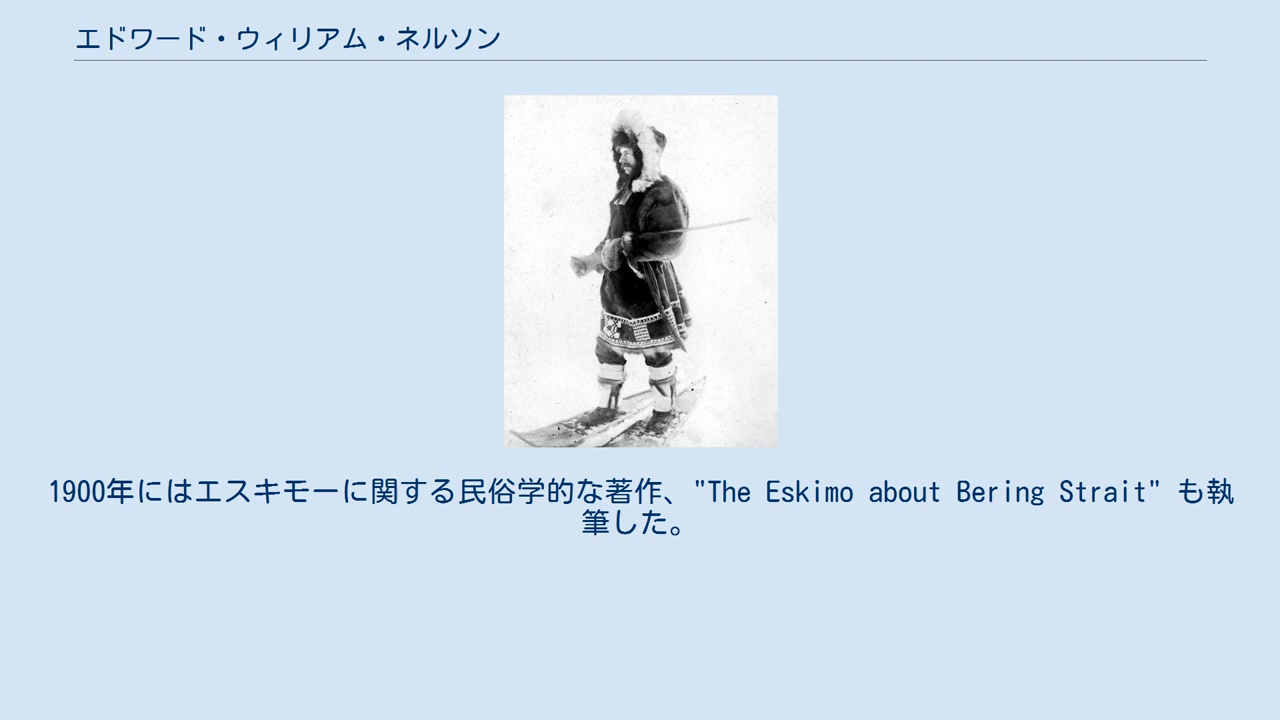 エドワード・ウィリアム・ネルソン
1900年にはエスキモーに関する民俗学的な著作、"The Eskimo about Bering Strait" も執
筆した。